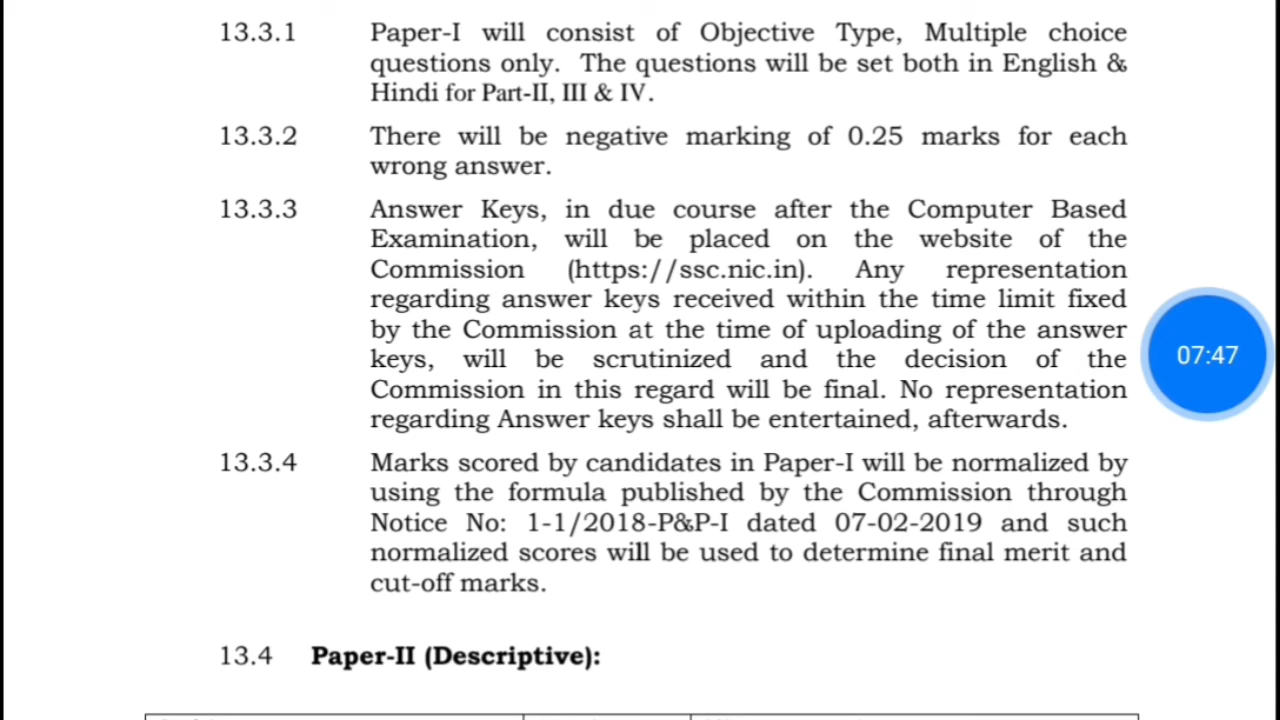 13.3.1 Paper-I will consist of Objective Type, Multiple choice
questions only. The questions will be set both in English &
Hindi for Part-II, III & IV.
13.3.2 There will be negative marking of 0.25 marks for each
wrong answer.
13.3.3 Answer Keys, in due course after the Computer Based
Examination, will be placed on the website of the
Commission (https://ssc.nic.in). Any representation
regarding answer keys received within the time limit fixed
by the Commission at the time of uploading of the answer
keys, will be scrutinized and the decision of the
Commission in this regard will be final. No representation
regarding Answer keys shall be entertained, afterwards.
07:47
13.3.4 Marks scored by candidates in Paper-I will be normalized by
using the formula published by the Commission through
Notice No: 1-1/2018-P&P-I dated 07-02-2019 and such
normalized scores will be used to determine final merit and
cut-off marks.
13.4 Paper-II (Descriptive):